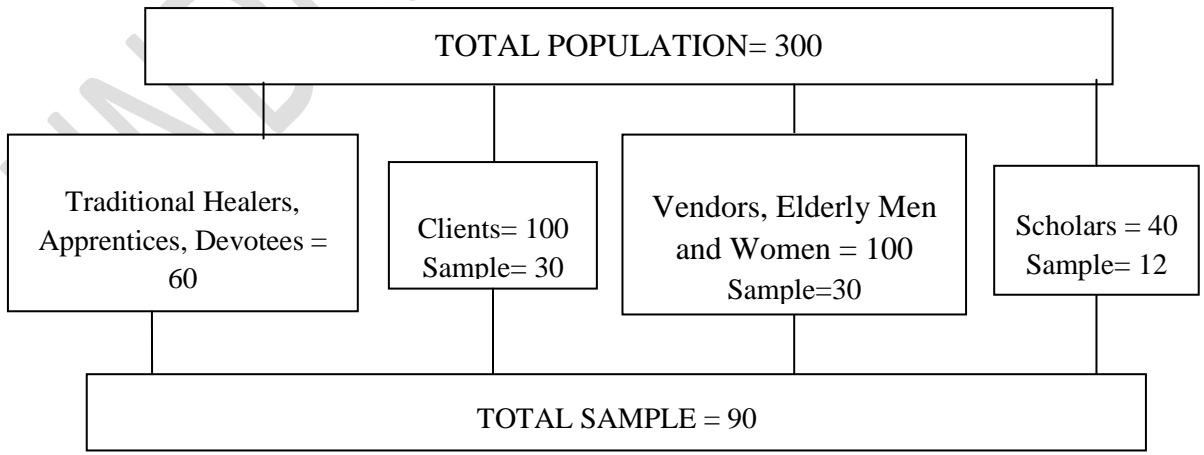 TOTAL POPULATION= 300
Traditional Healers,
Apprentices, Devotees =
60
Clients= 100
Sample= 30
Vendors, Elderly Men
and Women = 100
Sample=30
Scholars = 40
Sample= 12
TOTAL SAMPLE = 90